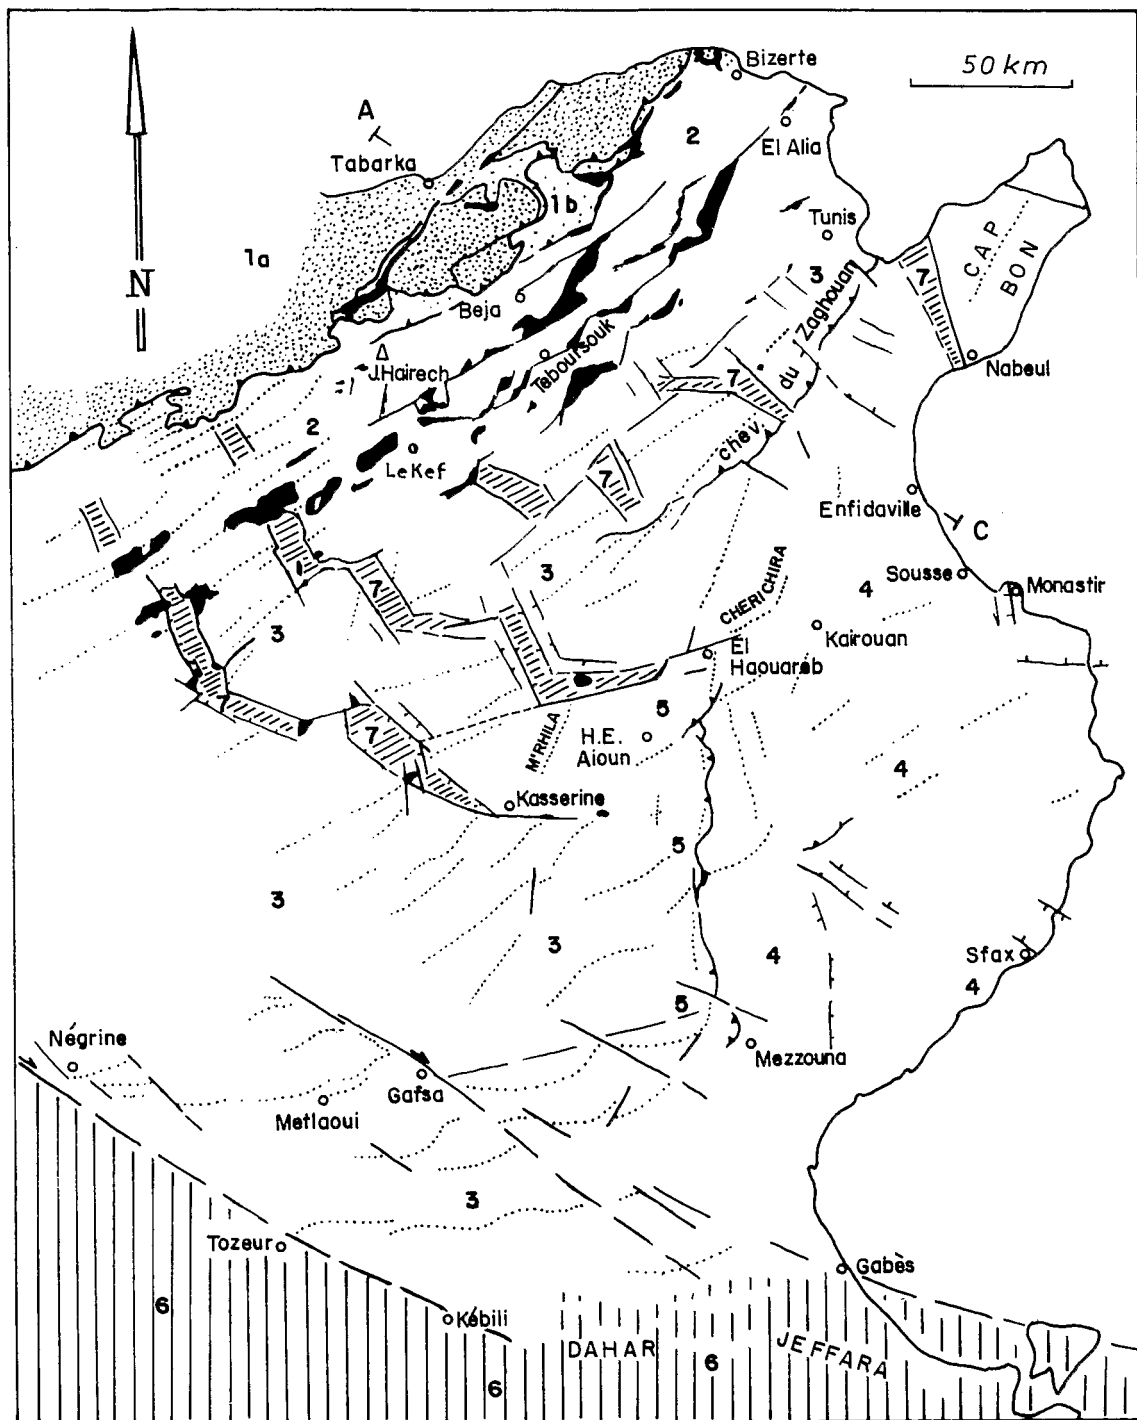 Bizerte
50 km
A
2
El Alia
Tabarka
1b
Tunis
CAP
BON
1a
3
7
N
Zaghouan
du
chev.
Beja
J.Hairech
Teboursouk
7
Nabeul
2
Le Kef
7
Enfidaville
C
3
7
CHERICHIRA
4
Sousse
Monastir
3
Kairouan
El
Haouareb
7
7
5
M'RHILA
H.E.
Aioun
4
Kasserine
5
3
3
4
Sfax
4
5
Négrine
Mezzouna
Gafsa
Metlaoui
3
Tozeur
Gabès
6
Kébili
DAHAR
JEFFARA
6
6